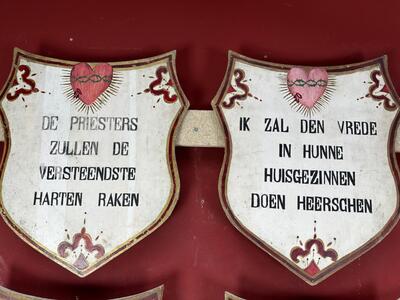 DE PRIESTERS
ZULLEN DE
VERSTEENDSTE
HARTEN RAKEN
IK ZAL DEN VREDE
IN HUNNE
HUISGEZINNEN
DOEN HEERSCHEN